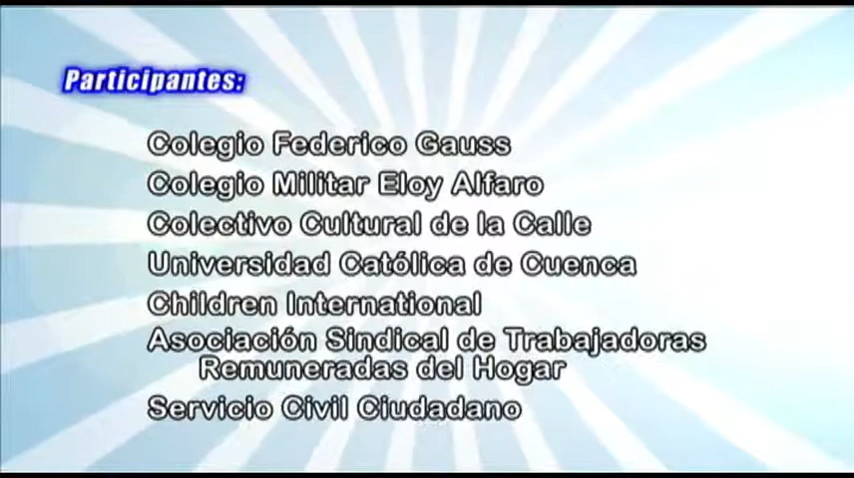 Participantes:
Colegio Federico Gauss
Colegio Militar Eloy Alfaro
Colectivo Cultural de la Calle
Universidad Católica de Cuenca
Children International
Asociación Sindical de Trabajadoras
Remuneradas del Hogar
Servicio Civil Ciudadano